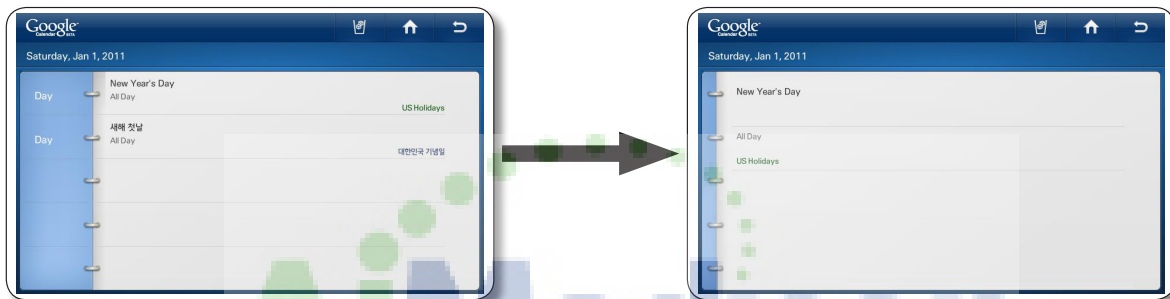 Google
Calendar BETA
Saturday, Jan 1, 2011
Day
New Year's Day
All Day
US Holidays
Day
새해 첫날
All Day
대한민국 기념일
Google
Calendar BETA
Saturday, Jan 1, 2011
New Year's Day
All Day
US Holidays